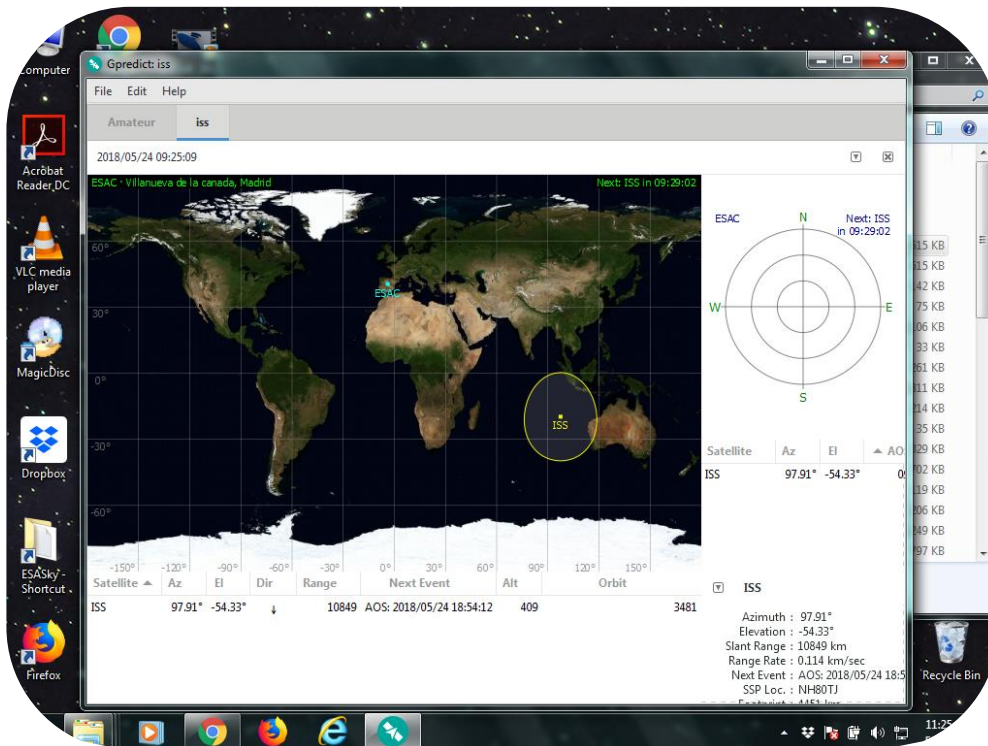 Computer
Acrobat
Reader DC
VLC media
player
MagicDisc
Dropbox
ESASky -
Shortcut
Firefox
Gpredict: iss
File Edit Help
Amateur iss
2018/05/24 09:25:09
ESAC · Villanueva de la canada, Madrid Next: ISS in 09:29:02
60°
30°
0°
-30°
-60°
ESAC
ISS
-150° -120° -90° -60° -30° 0° 30° 60° 90° 120° 150°
ESAC N Next: ISS
in 09:29:02
W E
S
Satellite Az El AO
ISS 97.91° -54.33°
Satellite Az El Dir Range Next Event Alt Orbit
ISS 97.91° -54.33° ↓ 10849 AOS: 2018/05/24 18:54:12 409 3481
ISS
Azimuth : 97.91°
Elevation : -54.33°
Slant Range : 10849 km
Range Rate : 0.114 km/sec
Next Event : AOS: 2018/05/24 18:5
SSP Loc. : NH80TJ
Footprint : 4451 km
515 KB
515 KB
142 KB
75 KB
106 KB
33 KB
261 KB
311 KB
214 KB
35 KB
929 KB
702 KB
119 KB
206 KB
249 KB
797 KB
Recycle Bin
11:25